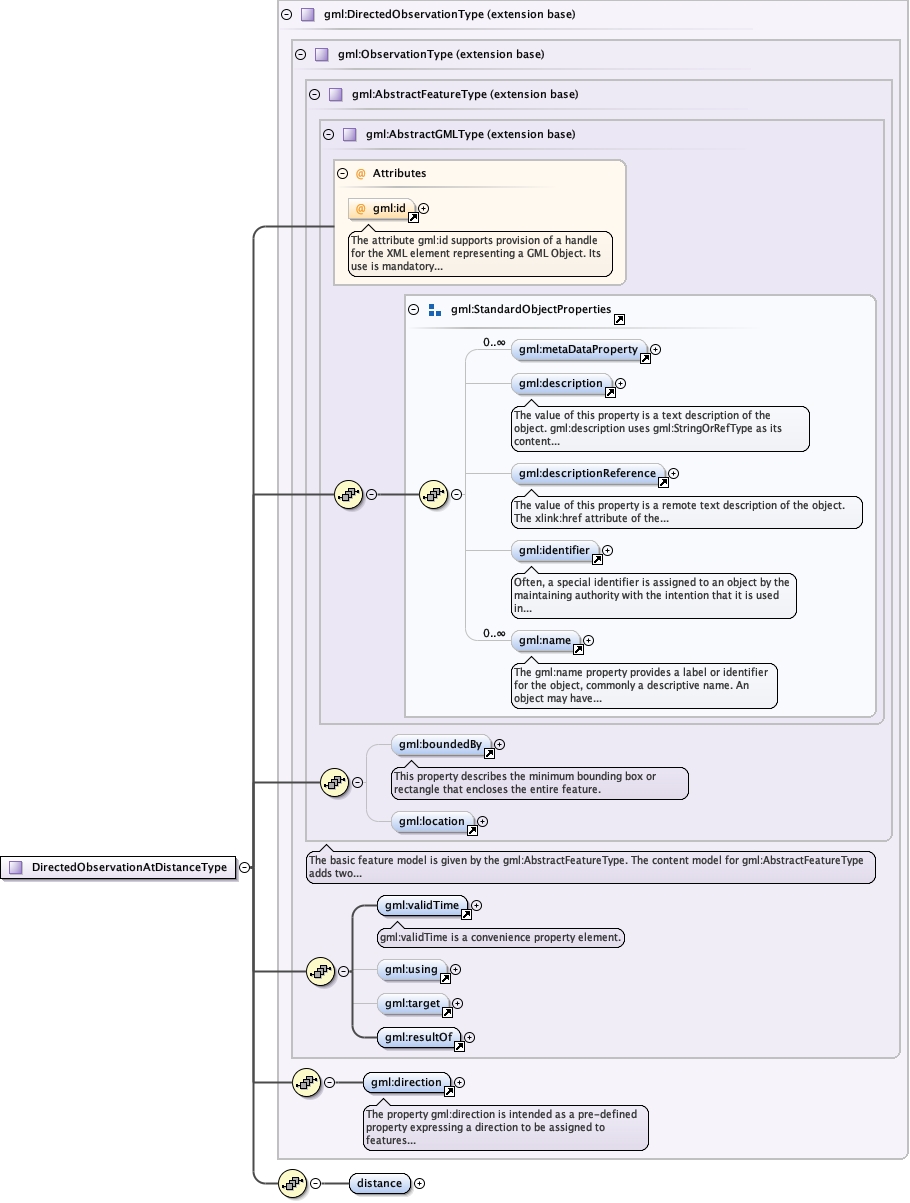 gml:DirectedObservationType (extension base)
gml:ObservationType (extension base)
gml:AbstractFeatureType (extension base)
gml:AbstractGMLType (extension base)
@ Attributes
@ gml:id
The attribute gml:id supports provision of a handle
for the XML element representing a GML Object. Its
use is mandatory...
gml:StandardObjectProperties
0..∞
gml:metaDataProperty
gml:description
The value of this property is a text description of the
object. gml:description uses gml:StringOrRefType as its
content...
gml:descriptionReference
The value of this property is a remote text description of the object.
The xlink:href attribute of the...
gml:identifier
Often, a special identifier is assigned to an object by the
maintaining authority with the intention that it is used
in...
0..∞
gml:name
The gml:name property provides a label or identifier
for the object, commonly a descriptive name. An
object may have...
gml:boundedBy
This property describes the minimum bounding box or
rectangle that encloses the entire feature.
gml:location
DirectedObservationAtDistanceType
The basic feature model is given by the gml:AbstractFeatureType. The content model for gml:AbstractFeatureType
adds two...
gml:validTime
gml:validTime is a convenience property element.
gml:using
gml:target
gml:resultOf
gml:direction
The property gml:direction is intended as a pre-defined
property expressing a direction to be assigned to
features...
distance